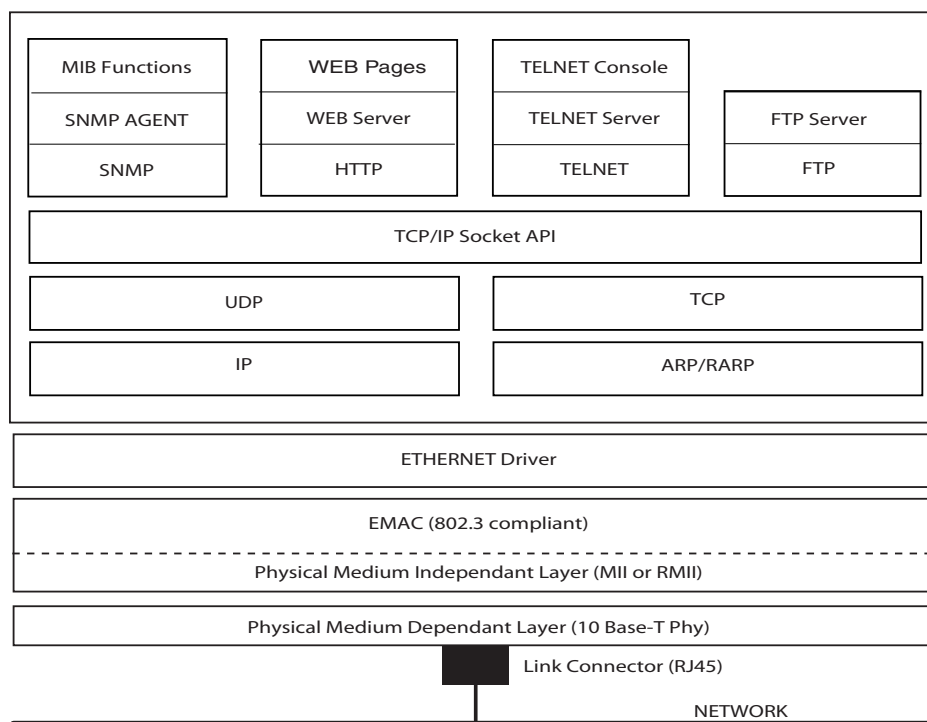 MIB Functions
SNMP AGENT
SNMP
WEB Pages
WEB Server
HTTP
TELNET Console
TELNET Server
TELNET
FTP Server
FTP
TCP/IP Socket API
UDP
TCP
IP
ARP/RARP
ETHERNET Driver
EMAC (802.3 compliant)
Physical Medium Independant Layer (MII or RMII)
Physical Medium Dependant Layer (10 Base-T Phy)
Link Connector (RJ45)
NETWORK